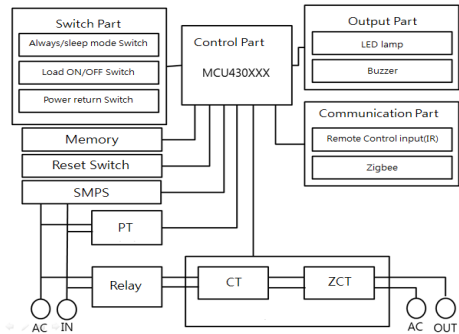 Switch Part
Always/sleep mode Switch
Load ON/OFF Switch
Power return Switch
Control Part
MCU430XXX
Output Part
LED lamp
Buzzer
Communication Part
Remote Control input(IR)
Zigbee
Memory
Reset Switch
SMPS
PT
Relay
CT
ZCT
AC
IN
AC
OUT